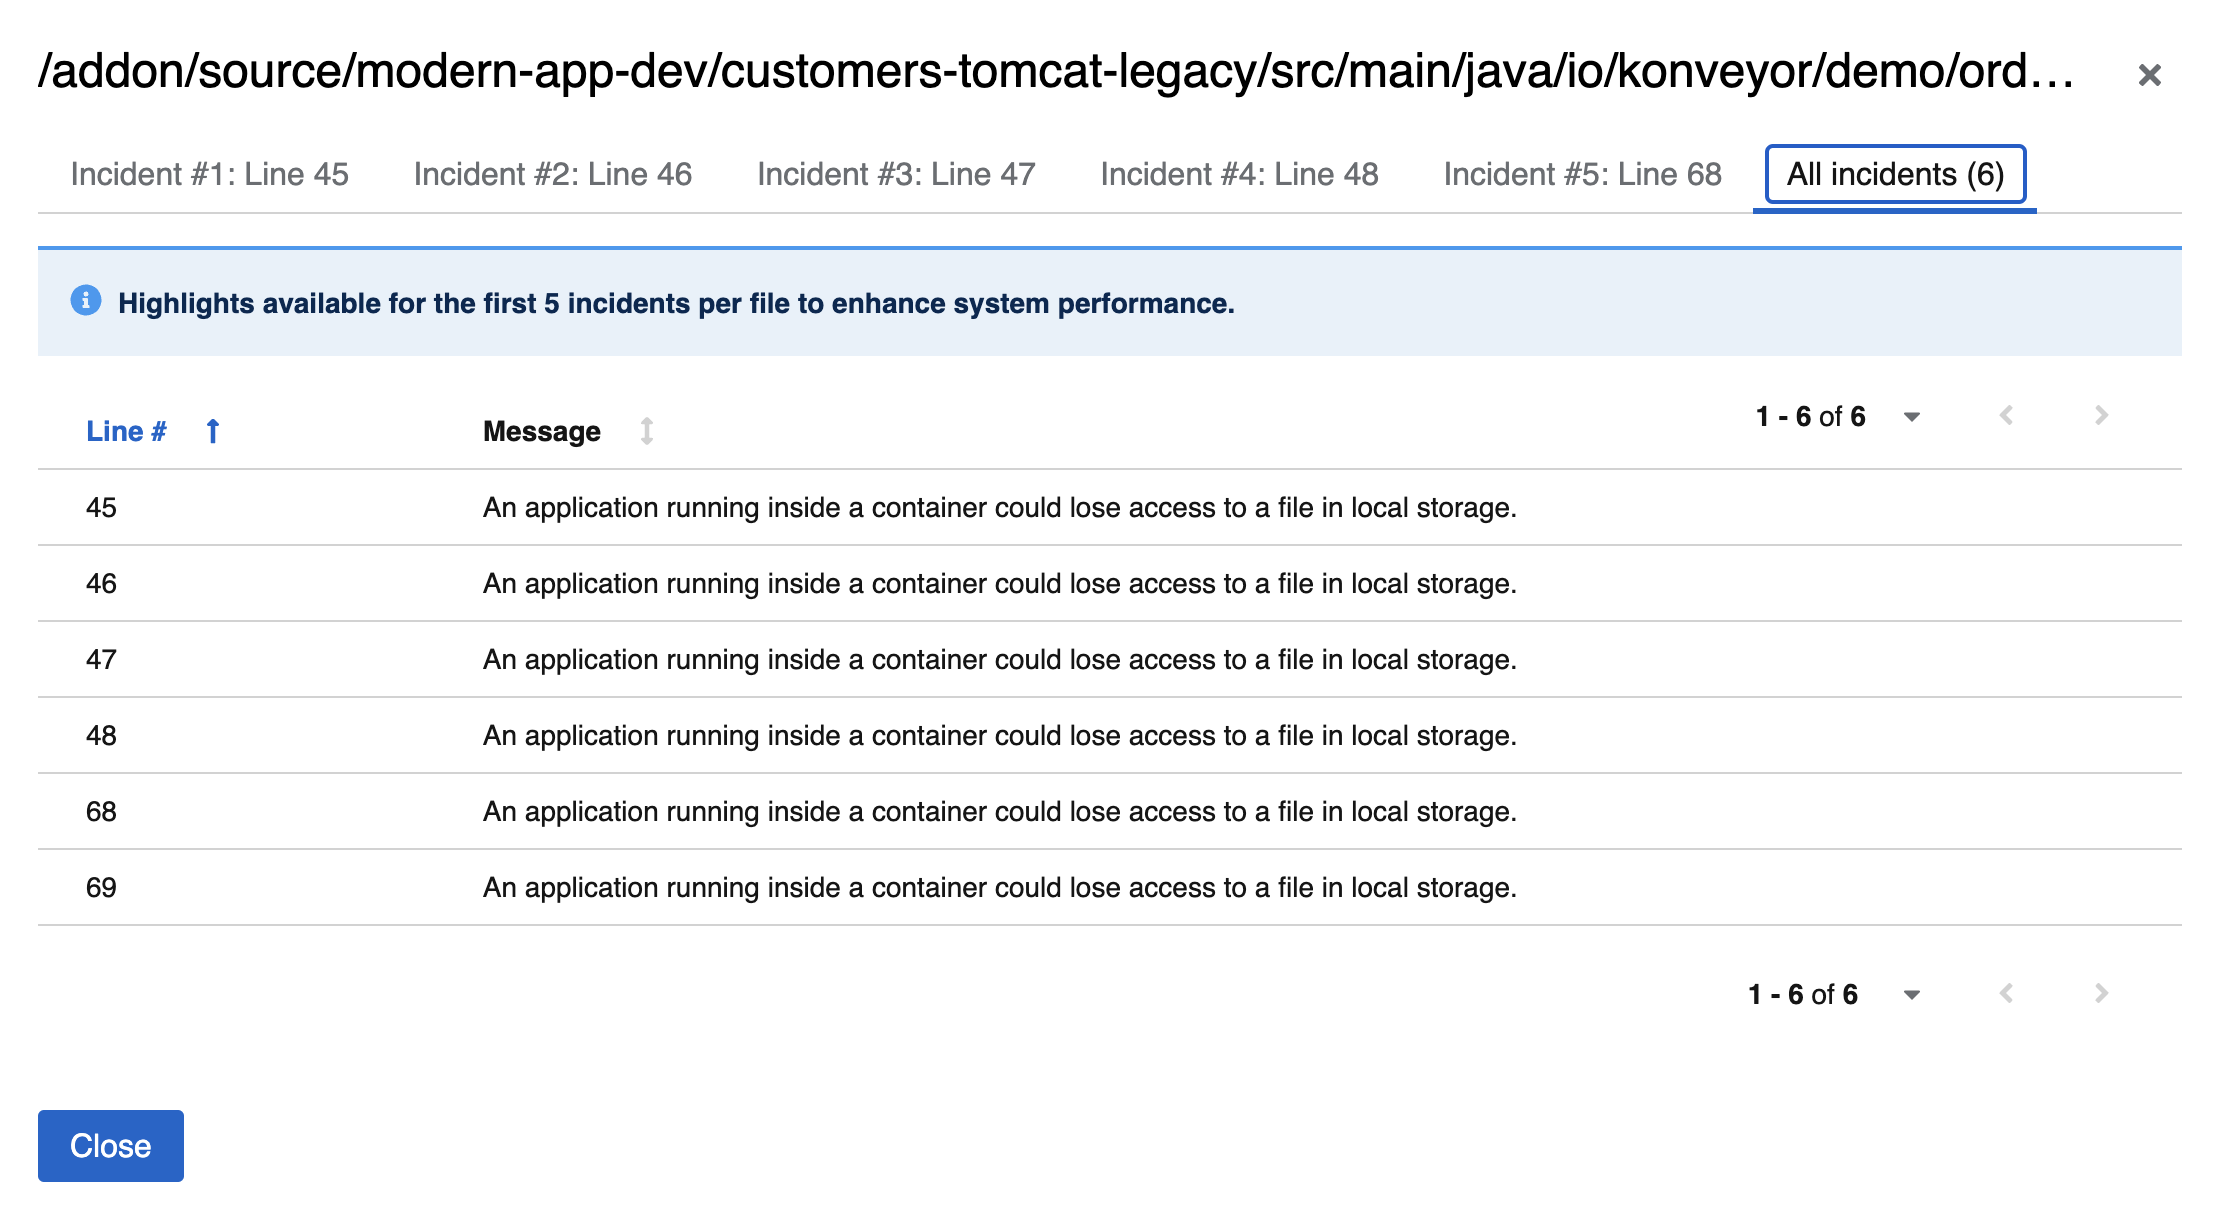 /addon/source/modern-app-dev/customers-tomcat-legacy/src/main/java/io/konveyor/demo/ord...
Incident #1: Line 45 Incident #2: Line 46 Incident #3: Line 47 Incident #4: Line 48 Incident #5: Line 68 All incidents (6)
Highlights available for the first 5 incidents per file to enhance system performance.
1 - 6 of 6
Line # Message
45 An application running inside a container could lose access to a file in local storage.
46 An application running inside a container could lose access to a file in local storage.
47 An application running inside a container could lose access to a file in local storage.
48 An application running inside a container could lose access to a file in local storage.
68 An application running inside a container could lose access to a file in local storage.
69 An application running inside a container could lose access to a file in local storage.
1 - 6 of 6
Close